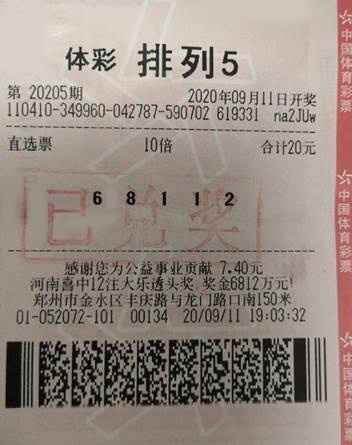 体彩 排列5
第 20205期 2020年09月11日开奖
110410-349960-042787-590702 619331 na2JUw
直选票 10倍 合计20元
6 8 1 1 2
已兑奖
感谢您为公益事业贡献 7.40元
河南喜中12注大乐透头奖,奖金6812万元!
郑州市金水区丰庆路与龙门路口南150米
01-052072-101 00134 20/09/11 19:03:32
中国体育彩票
中国体育彩票
中国体育